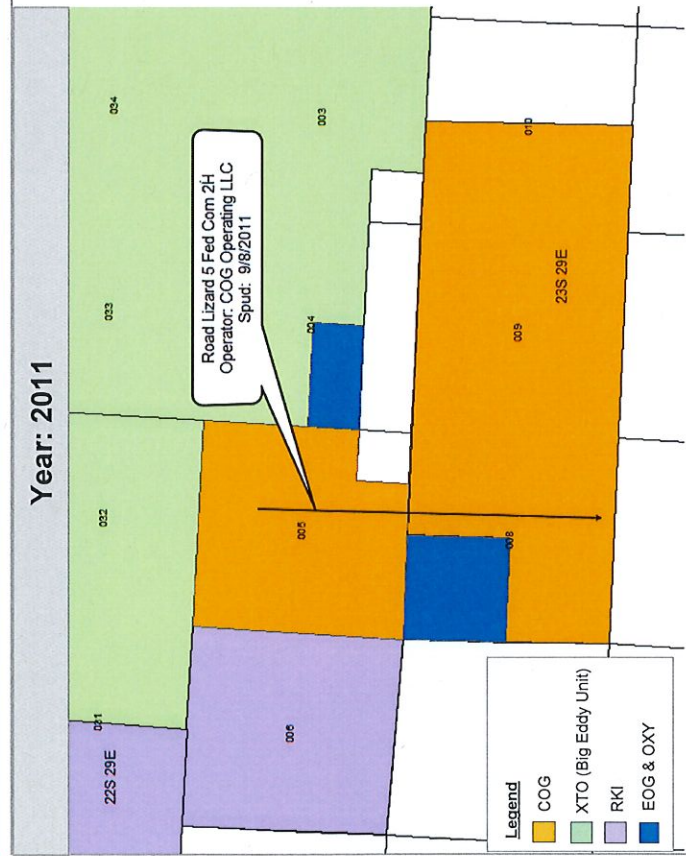 Year: 2011
034
033
032
031
22S 29E
Road Lizard 5 Fed Com 2H
Operator: COG Operating LLC
Spud: 9/8/2011
003
004
005
006
010
009
008
23S 29E
Legend
COG
XTO (Big Eddy Unit)
RKI
EOG & OXY